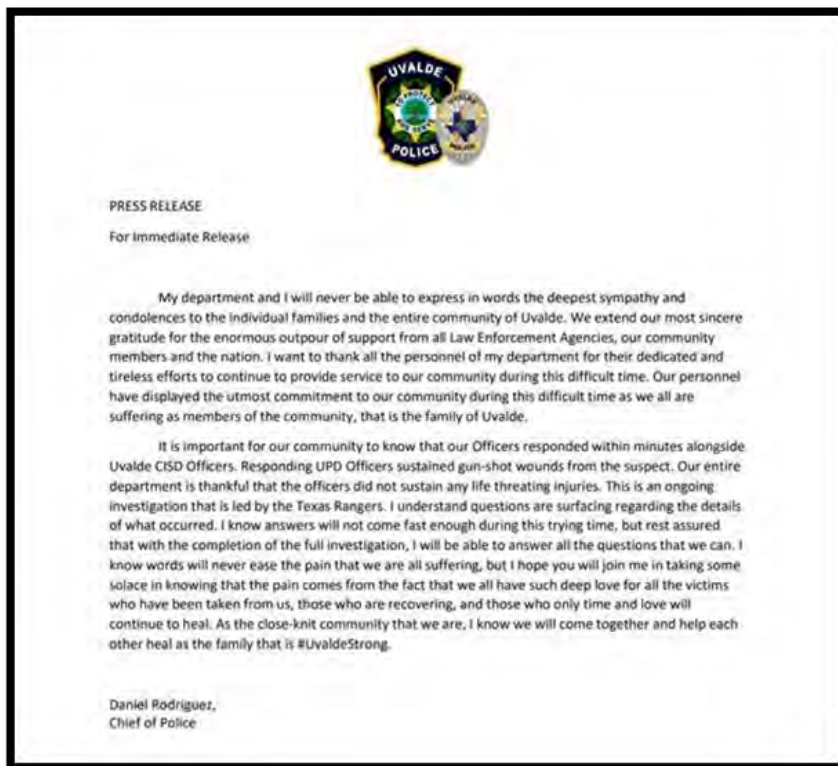 UVALDE
TO PROTECT
AND SERVE
POLICE
UVALDE
POLICE
PRESS RELEASE
For Immediate Release
My department and I will never be able to express in words the deepest sympathy and
condolences to the individual families and the entire community of Uvalde. We extend our most sincere
gratitude for the enormous outpour of support from all Law Enforcement Agencies, our community
members and the nation. I want to thank all the personnel of my department for their dedicated and
tireless efforts to continue to provide service to our community during this difficult time. Our personnel
have displayed the utmost commitment to our community during this difficult time as we all are
suffering as members of the community, that is the family of Uvalde.
It is important for our community to know that our Officers responded within minutes alongside
Uvalde CISD Officers. Responding UPD Officers sustained gun-shot wounds from the suspect. Our entire
department is thankful that the officers did not sustain any life threating injuries. This is an ongoing
investigation that is led by the Texas Rangers. I understand questions are surfacing regarding the details
of what occurred. I know answers will not come fast enough during this trying time, but rest assured
that with the completion of the full investigation, I will be able to answer all the questions that we can. I
know words will never ease the pain that we are all suffering, but I hope you will join me in taking some
solace in knowing that the pain comes from the fact that we all have such deep love for all the victims
who have been taken from us, those who are recovering, and those who only time and love will
continue to heal. As the close-knit community that we are, I know we will come together and help each
other heal as the family that is #UvaldeStrong.
Daniel Rodriguez,
Chief of Police